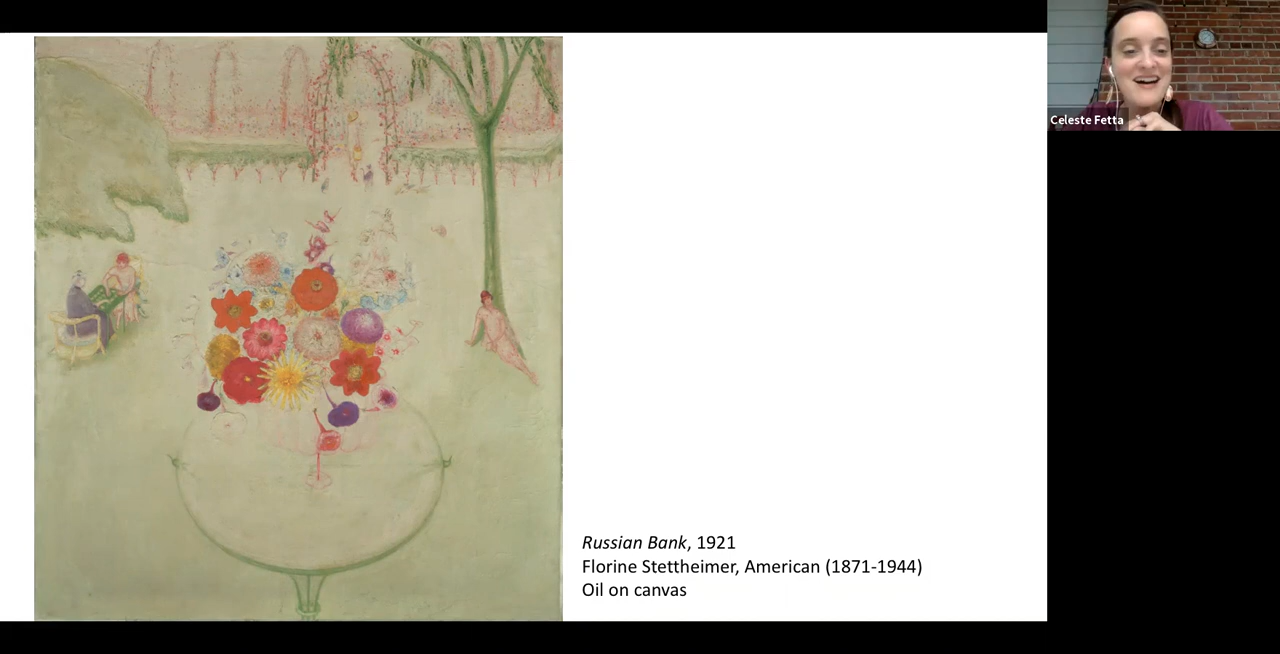 Celeste Fetta
Russian Bank, 1921
Florine Stettheimer, American (1871-1944)
Oil on canvas